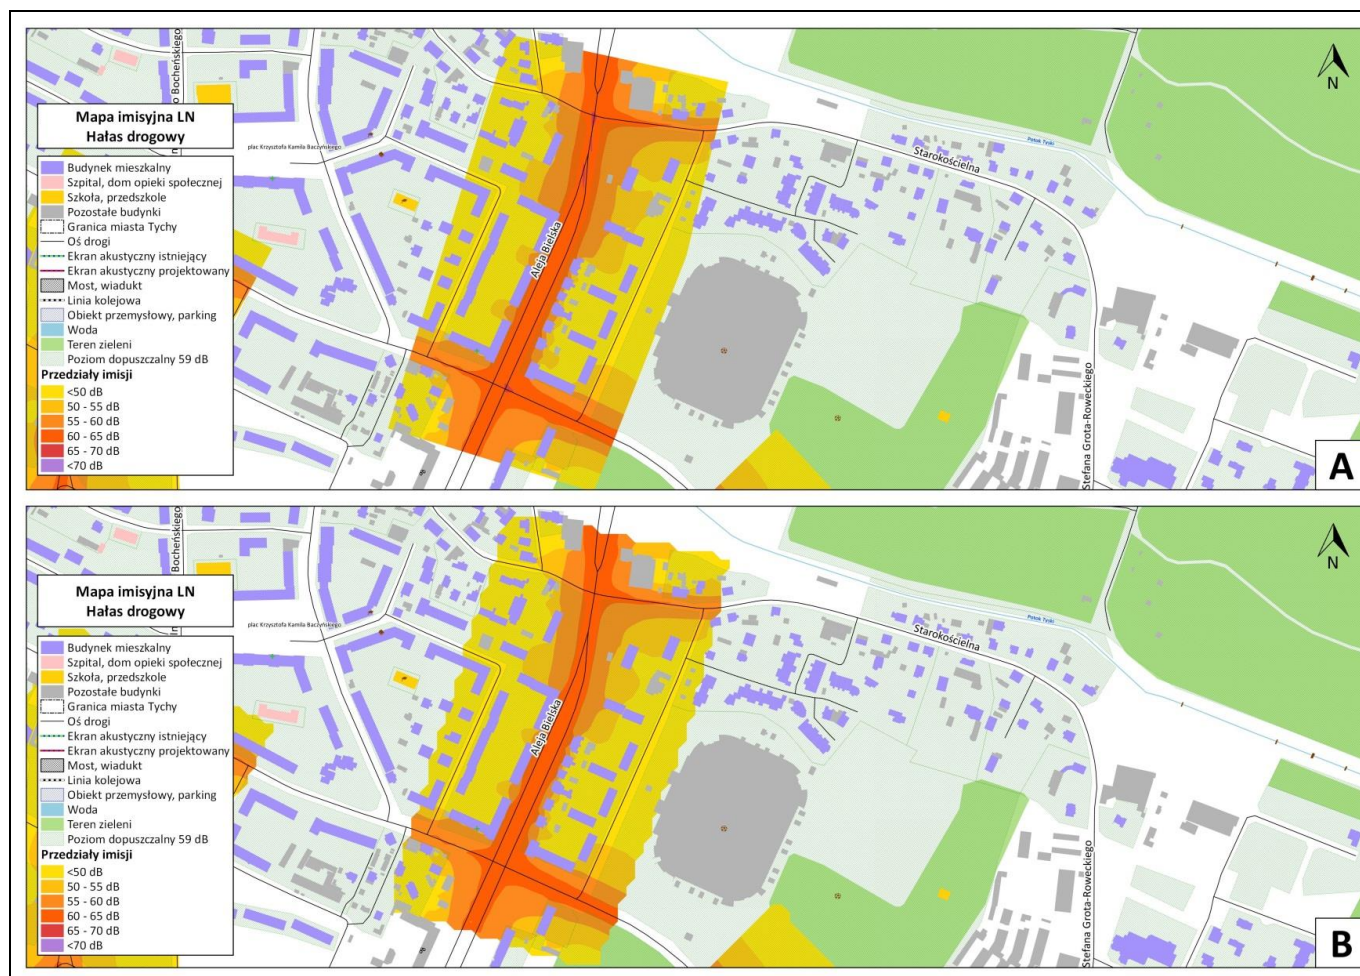 Mapa imisyjna LN
Hałas drogowy
Budynek mieszkalny
Szpital, dom opieki społecznej
Szkoła, przedszkole
Pozostałe budynki
Granica miasta Tychy
Oś drogi
Ekran akustyczny istniejący
Ekran akustyczny projektowany
Most, wiadukt
Linia kolejowa
Obiekt przemysłowy, parking
Woda
Teren zieleni
Poziom dopuszczalny 59 dB
Przedziały imisji
<50 dB
50 - 55 dB
55 - 60 dB
60 - 65 dB
65 - 70 dB
<70 dB
o Bocheńskiego
plac Krzysztofa Kamila Baczyńskiego
Aleja Bielska
Starokościelna
Potok Tyski
Stefana Grota-Roweckiego
N
A
Mapa imisyjna LN
Hałas drogowy
Budynek mieszkalny
Szpital, dom opieki społecznej
Szkoła, przedszkole
Pozostałe budynki
Granica miasta Tychy
Oś drogi
Ekran akustyczny istniejący
Ekran akustyczny projektowany
Most, wiadukt
Linia kolejowa
Obiekt przemysłowy, parking
Woda
Teren zieleni
Poziom dopuszczalny 59 dB
Przedziały imisji
<50 dB
50 - 55 dB
55 - 60 dB
60 - 65 dB
65 - 70 dB
<70 dB
Bocheńskiego
plac Krzysztofa Kamila Baczyńskiego
Aleja Bielska
Starokościelna
Potok Tyski
Stefana Grota-Roweckiego
N
B